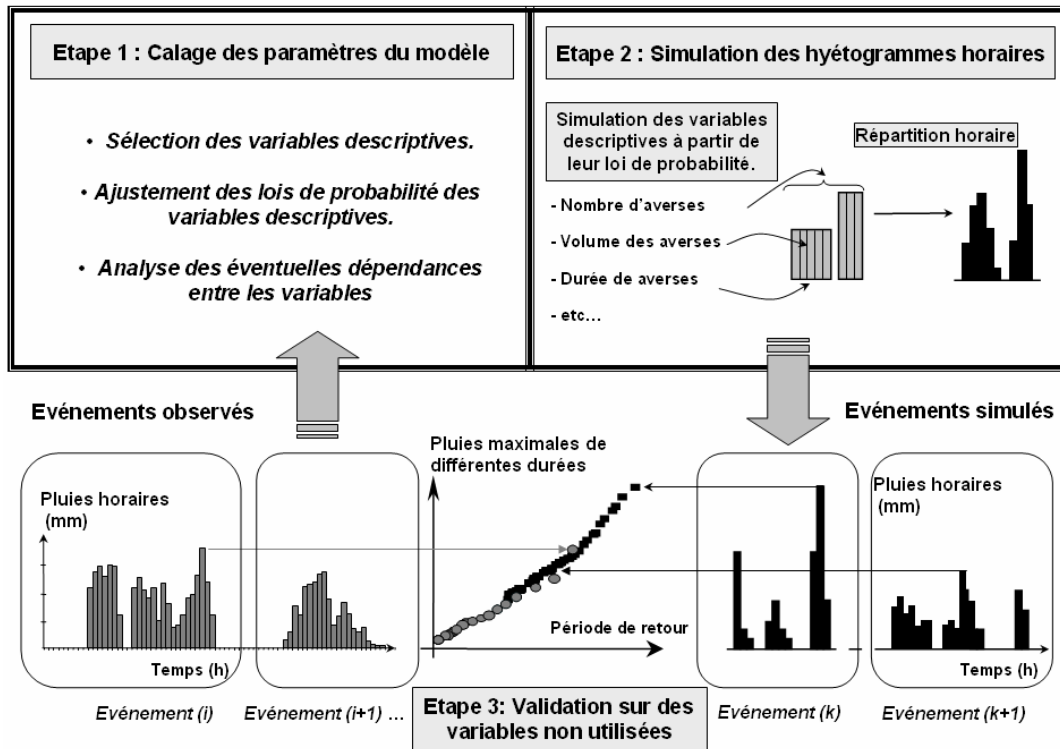 Etape 1 : Calage des paramètres du modèle
• Sélection des variables descriptives.
• Ajustement des lois de probabilité des
variables descriptives.
• Analyse des éventuelles dépendances
entre les variables
Etape 2 : Simulation des hyétogrammes horaires
Simulation des variables
descriptives à partir de
leur loi de probabilité.
Répartition horaire
- Nombre d'averses
- Volume des averses
- Durée de averses
- etc...
Evénements observés
Evénements simulés
Pluies horaires
(mm)
Temps (h)
Evénement (i)
Evénement (i+1) ...
Pluies maximales de
différentes durées
Période de retour
Etape 3: Validation sur des
variables non utilisées
Evénement (k)
Pluies horaires
(mm)
Temps (h)
Evénement (k+1)